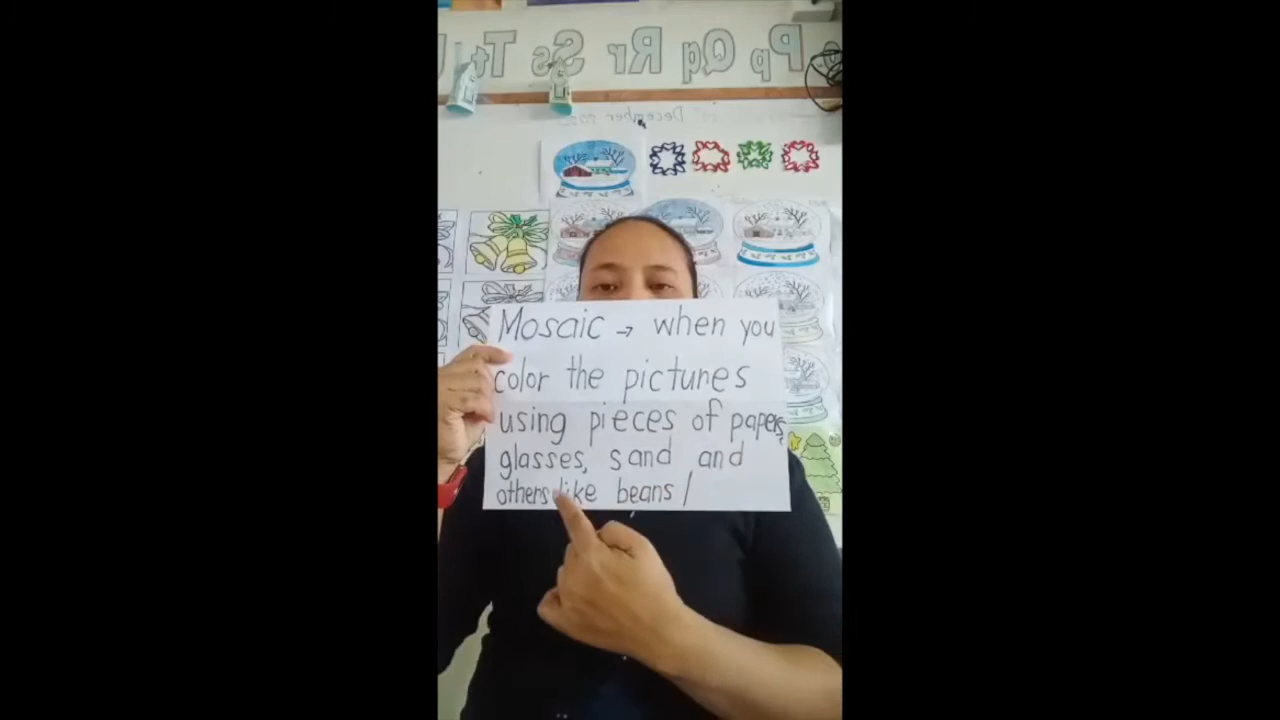 Pp Qq Rr Ss Tt
December
Mosaic → when you
color the pictures
using pieces of papers,
glasses, sand and
others like beans /